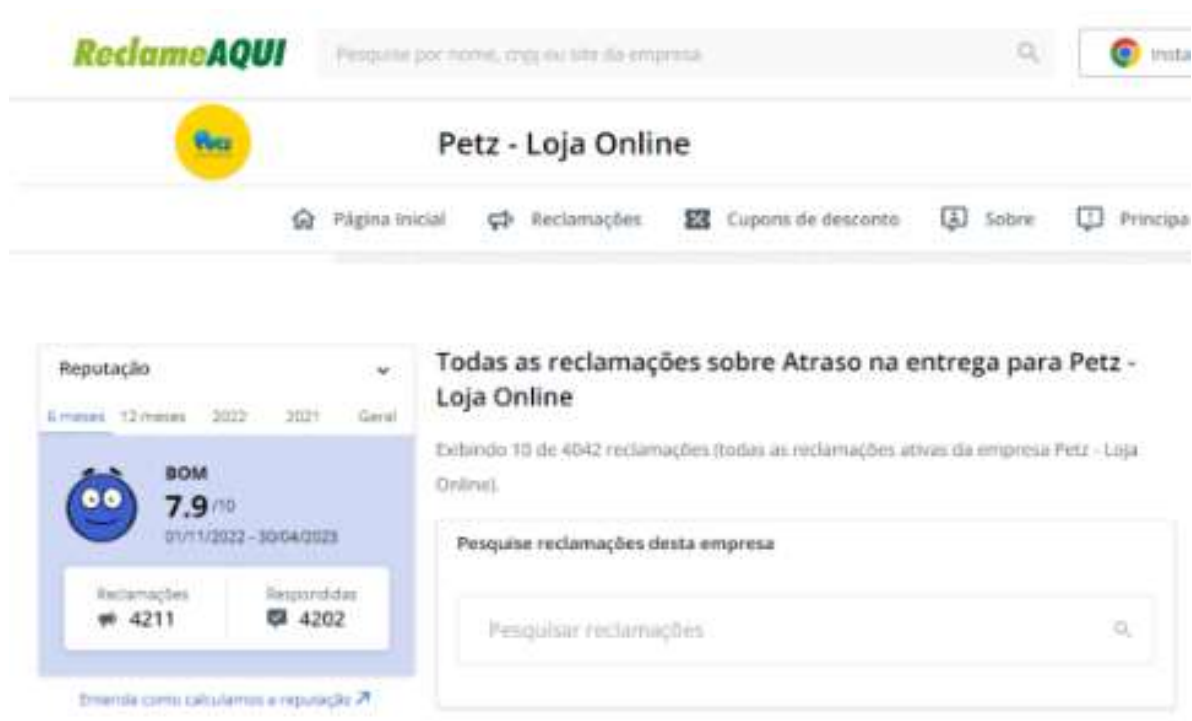 ReclameAQUI
Pesquise por nome, cnpj ou site da empresa
Insta
Petz
Petz - Loja Online
Página Inicial
Reclamações
Cupons de desconto
Sobre
Principa
Reputação
6 meses 12 meses 2022 2021 Geral
BOM
7.9 /10
01/11/2022 - 30/04/2023
Reclamações Respondidas
4211 4202
Entenda como calculamos a reputação
Todas as reclamações sobre Atraso na entrega para Petz -
Loja Online
Exibindo 10 de 4042 reclamações (todas as reclamações ativas da empresa Petz - Loja
Online).
Pesquise reclamações desta empresa
Pesquisar reclamações